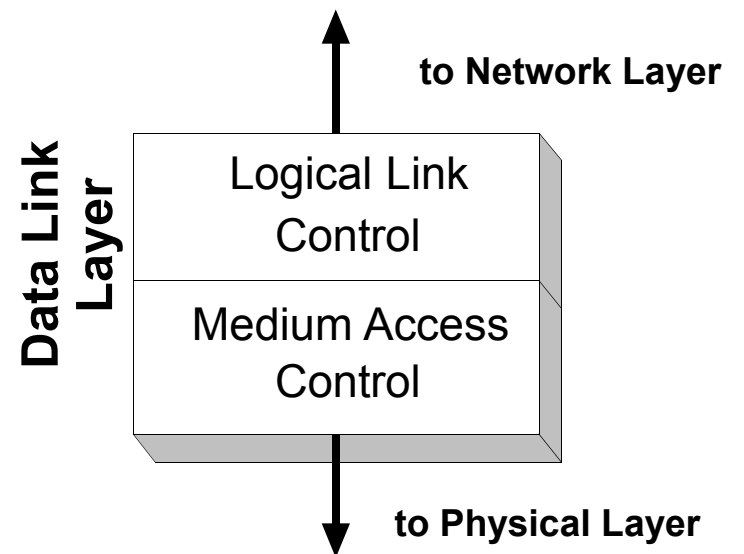 to Network Layer
Data Link
Layer
Logical Link
Control
Medium Access
Control
to Physical Layer